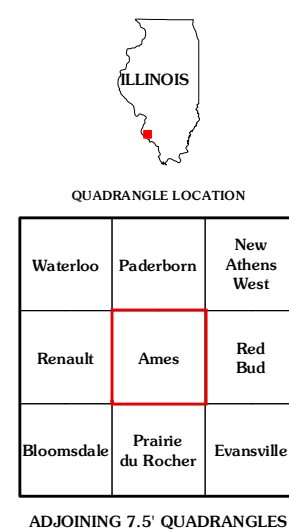 ILLINOIS
QUADRANGLE LOCATION
Waterloo
Paderborn
New
Athens
West
Renault
Ames
Red
Bud
Bloomsdale
Prairie
du Rocher
Evansville
ADJOINING 7.5' QUADRANGLES